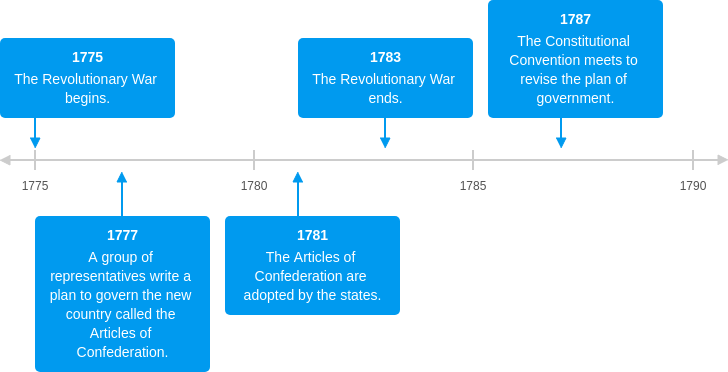 1775
The Revolutionary War
begins.
1783
The Revolutionary War
ends.
1787
The Constitutional
Convention meets to
revise the plan of
government.
1775
1780
1785
1790
1777
A group of
representatives write a
plan to govern the new
country called the
Articles of
Confederation.
1781
The Articles of
Confederation are
adopted by the states.